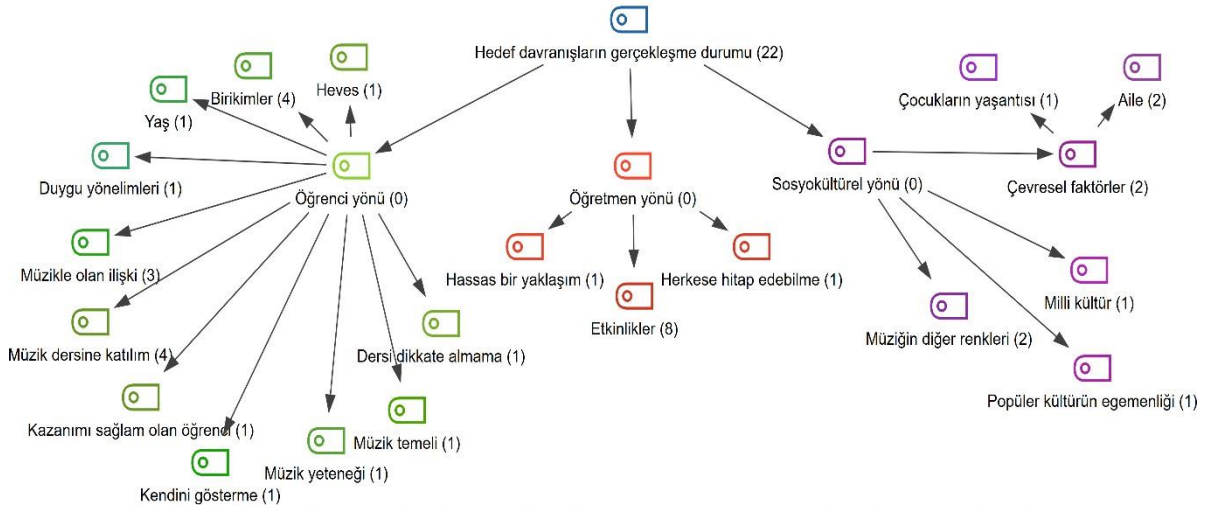 Hedef davranışların gerçekleşme durumu (22)
Heves (1)
Birikimler (4)
Yaş (1)
Duygu yönelimleri (1)
Öğrenci yönü (0)
Müzikle olan ilişki (3)
Müzik dersine katılım (4)
Kazanımı sağlam olan öğrenci (1)
Kendini gösterme (1)
Müzik yeteneği (1)
Müzik temeli (1)
Dersi dikkate almama (1)
Öğretmen yönü (0)
Hassas bir yaklaşım (1)
Etkinlikler (8)
Herkese hitap edebilme (1)
Sosyokültürel yönü (0)
Çocukların yaşantısı (1)
Aile (2)
Çevresel faktörler (2)
Milli kültür (1)
Müziğin diğer renkleri (2)
Popüler kültürün egemenliği (1)